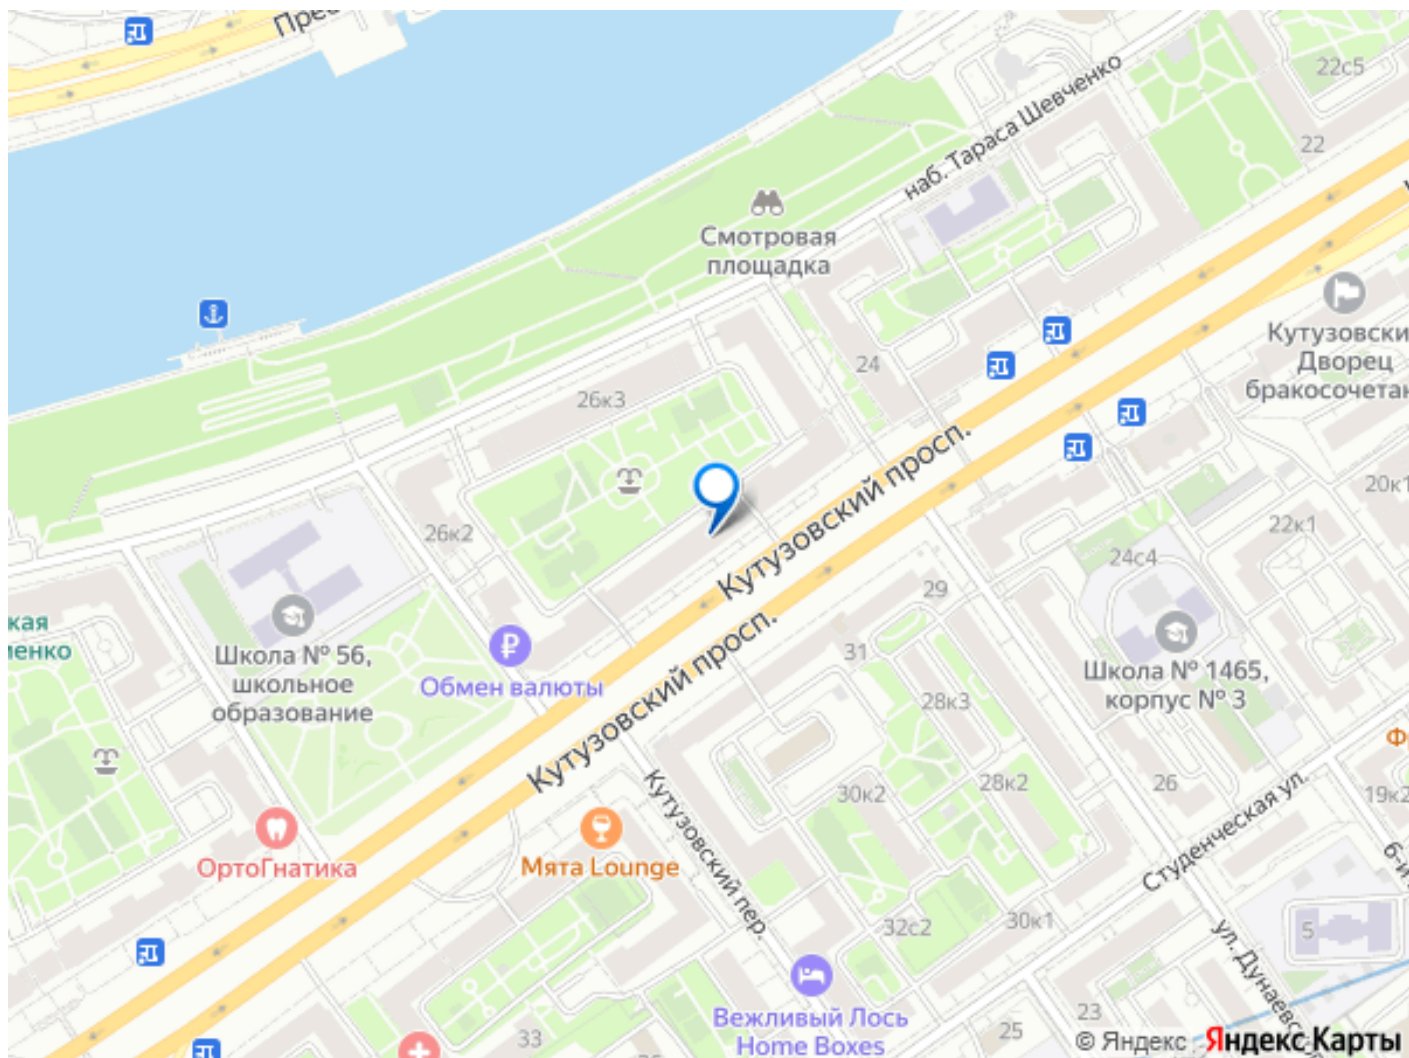 Прес
22с5
наб. Тараса Шевченко
22
Смотровая
площадка
Кутузовски
Дворец
бракосочетан
24
26к3
Кутузовский просп.
20к1
22к1
26к2
24с4
29
кая
менко
Школа № 56,
школьное
образование
Обмен валюты
Кутузовский просп.
31
Школа № 1465,
корпус № 3
28к3
28к2
26
30к2
19к2
Студенческая ул.
Кутузовский пер.
ОртоГнатика
Мята Lounge
6-й
32с2
30к1
5
ул. Дунаевс
Вежливый Лось
Home Boxes
33
23
25
© Яндекс Яндекс Карты